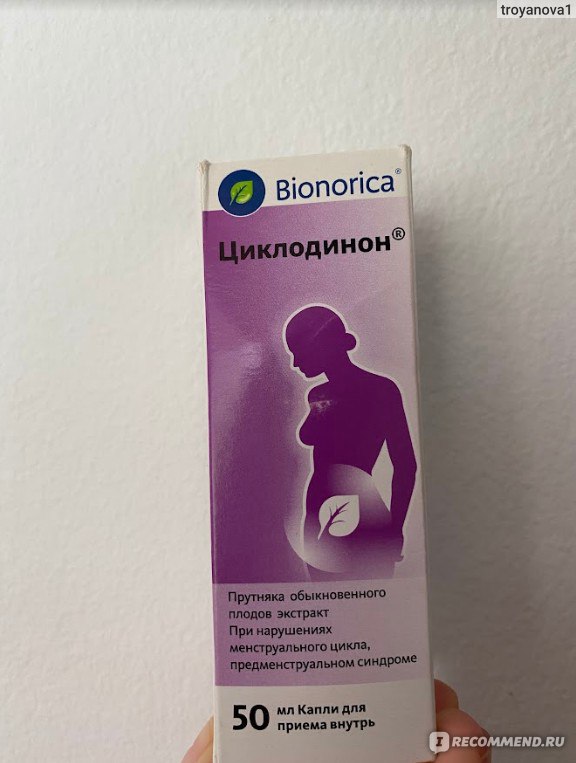 troyanova1
Bionorica®
Циклодинон®
Прутняка обыкновенного
плодов экстракт
При нарушениях
менструального цикла,
предменструальном синдроме
50 мл Капли для
приема внутрь
I RECOMMEND.RU